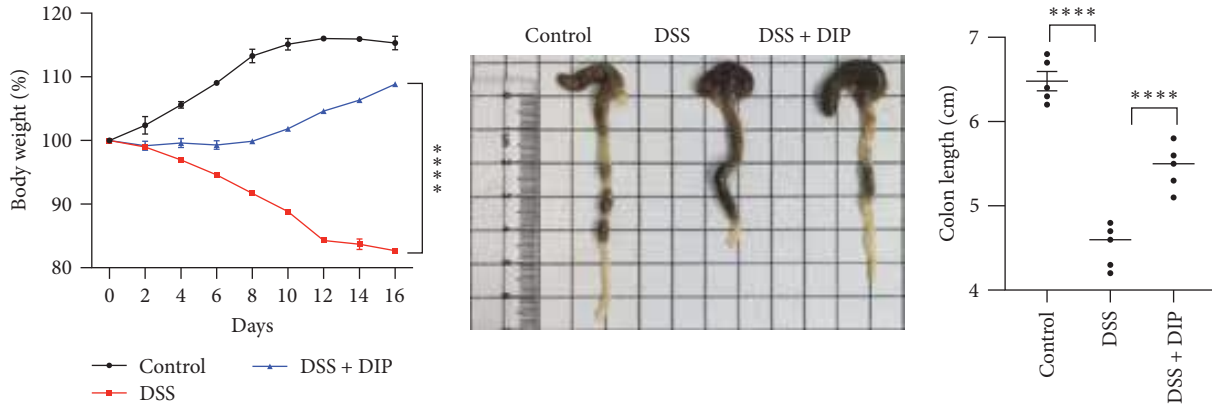 120
110
100
90
80
Body weight (%)
0 2 4 6 8 10 12 14 16
Days
****
Control
DSS
DSS + DIP
Control DSS DSS + DIP
7
6
5
4
Colon length (cm)
****
****
Control
DSS
DSS + DIP